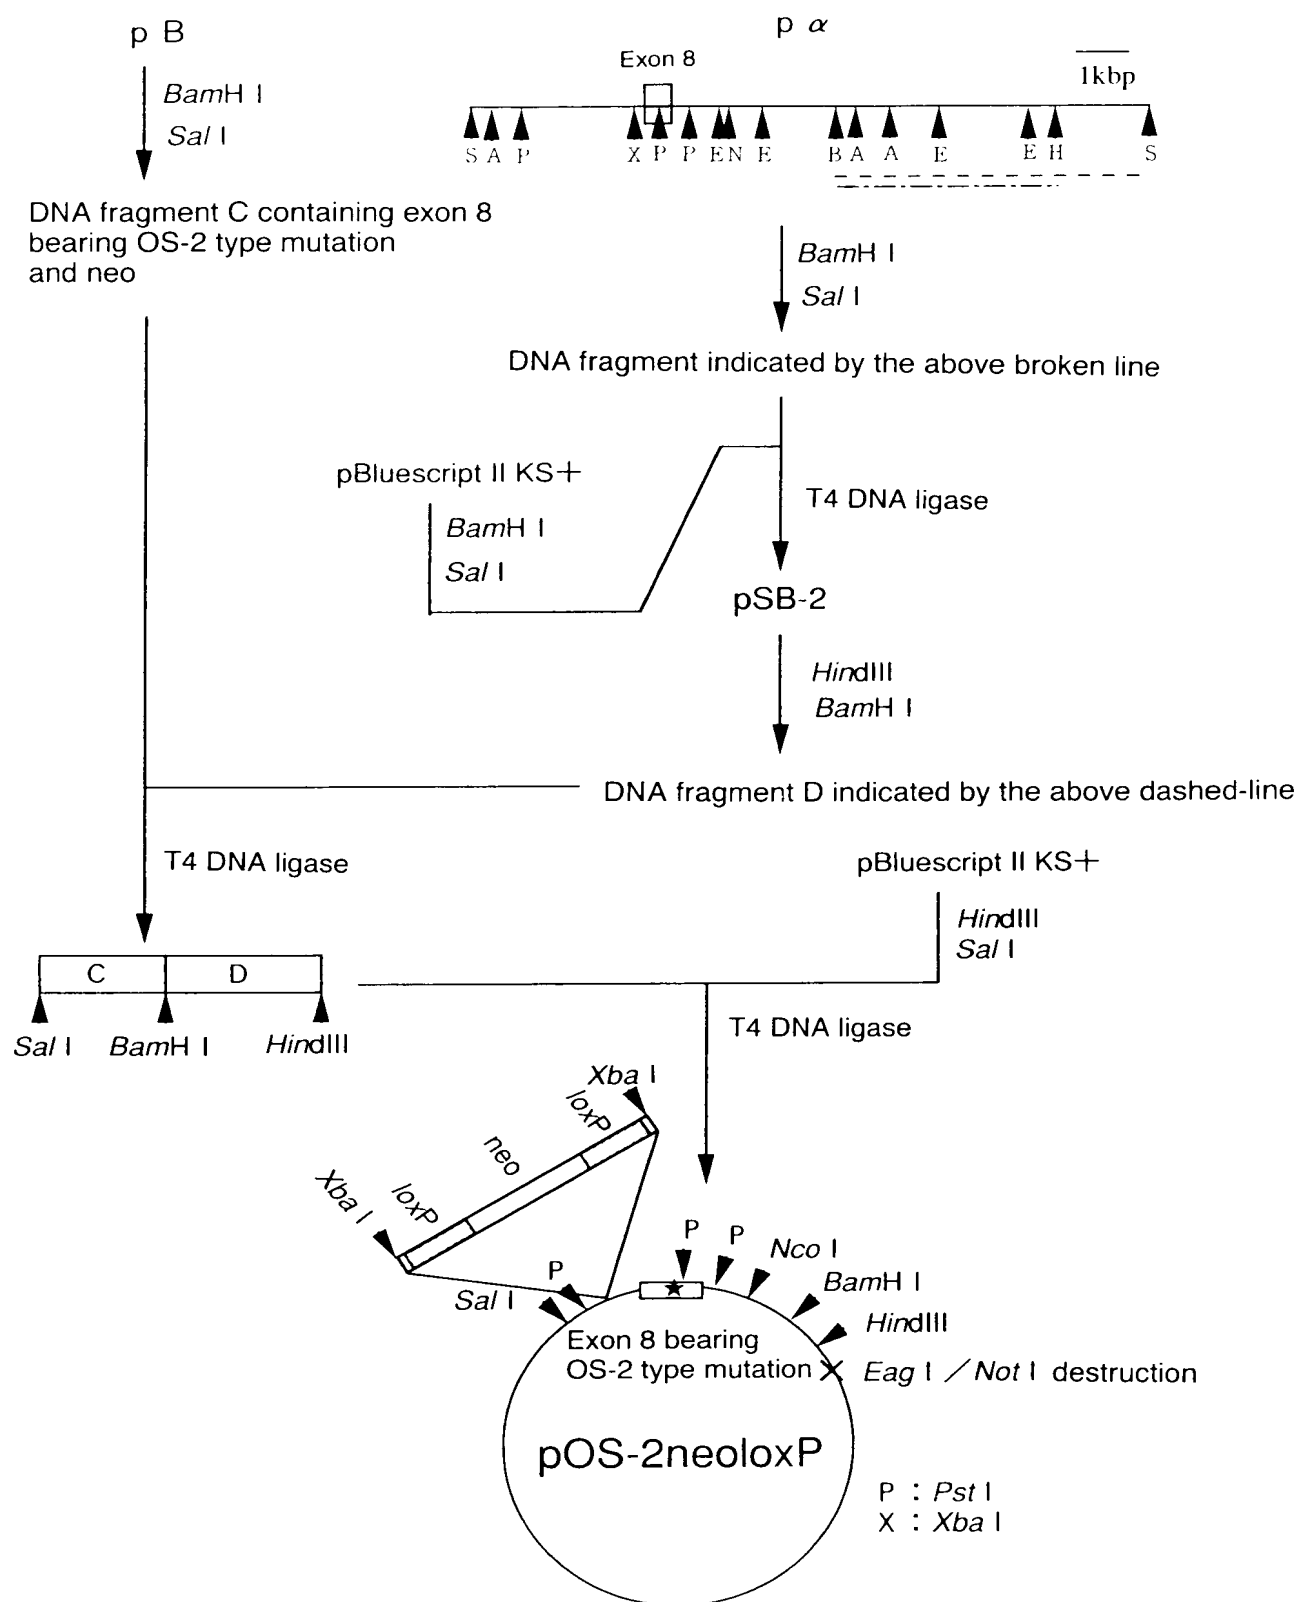 p B
p α
BamH I
Sal I
Exon 8
1kbp
S A P X P P E N E B A A E E H S
DNA fragment C containing exon 8
bearing OS-2 type mutation
and neo
BamH I
Sal I
DNA fragment indicated by the above broken line
pBluescript II KS+
BamH I
Sal I
T4 DNA ligase
pSB-2
HindIII
BamH I
DNA fragment D indicated by the above dashed-line
T4 DNA ligase
pBluescript II KS+
HindIII
Sal I
C D
Sal I BamH I HindIII
T4 DNA ligase
Xba I
loxP
neo
loxP
Xba I
P
Sal I
P
P
Nco I
BamH I
HindIII
★
Exon 8 bearing
OS-2 type mutation
Eag I / Not I destruction
pOS-2neoloxP
P : Pst I
X : Xba I